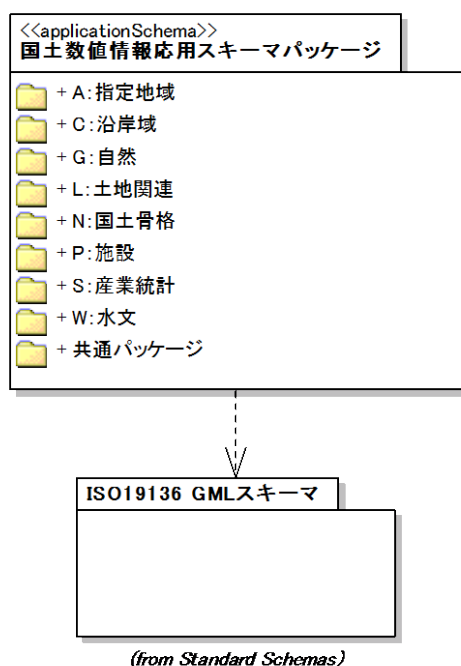 <<applicationSchema>>
国土数値情報応用スキーマパッケージ
+ A:指定地域
+ C:沿岸域
+ G:自然
+ L:土地関連
+ N:国土骨格
+ P:施設
+ S:産業統計
+ W:水文
+ 共通パッケージ
ISO19136 GMLスキーマ
(from Standard Schemas)